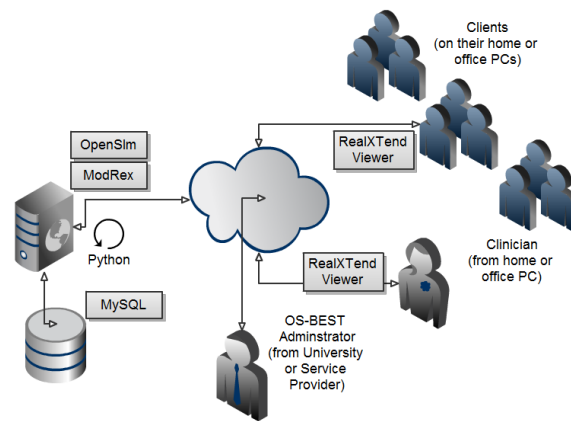 Clients
(on their home or
office PCs)
OpenSIm
ModRex
RealXTend
Viewer
Python
Clinician
(from home or
office PC)
RealXTend
Viewer
MySQL
OS-BEST
Adminstrator
(from University
or Service
Provider)